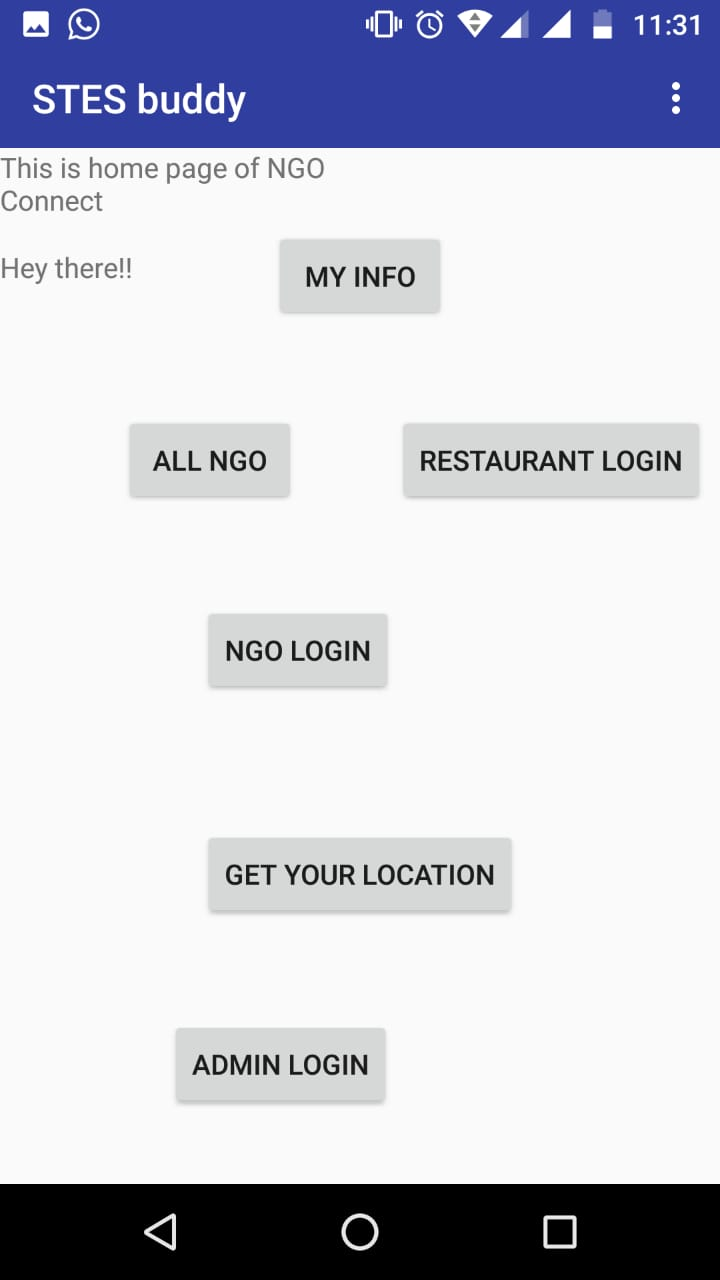 11:31
STES buddy
This is home page of NGO
Connect
Hey there!!
MY INFO
ALL NGO
RESTAURANT LOGIN
NGO LOGIN
GET YOUR LOCATION
ADMIN LOGIN